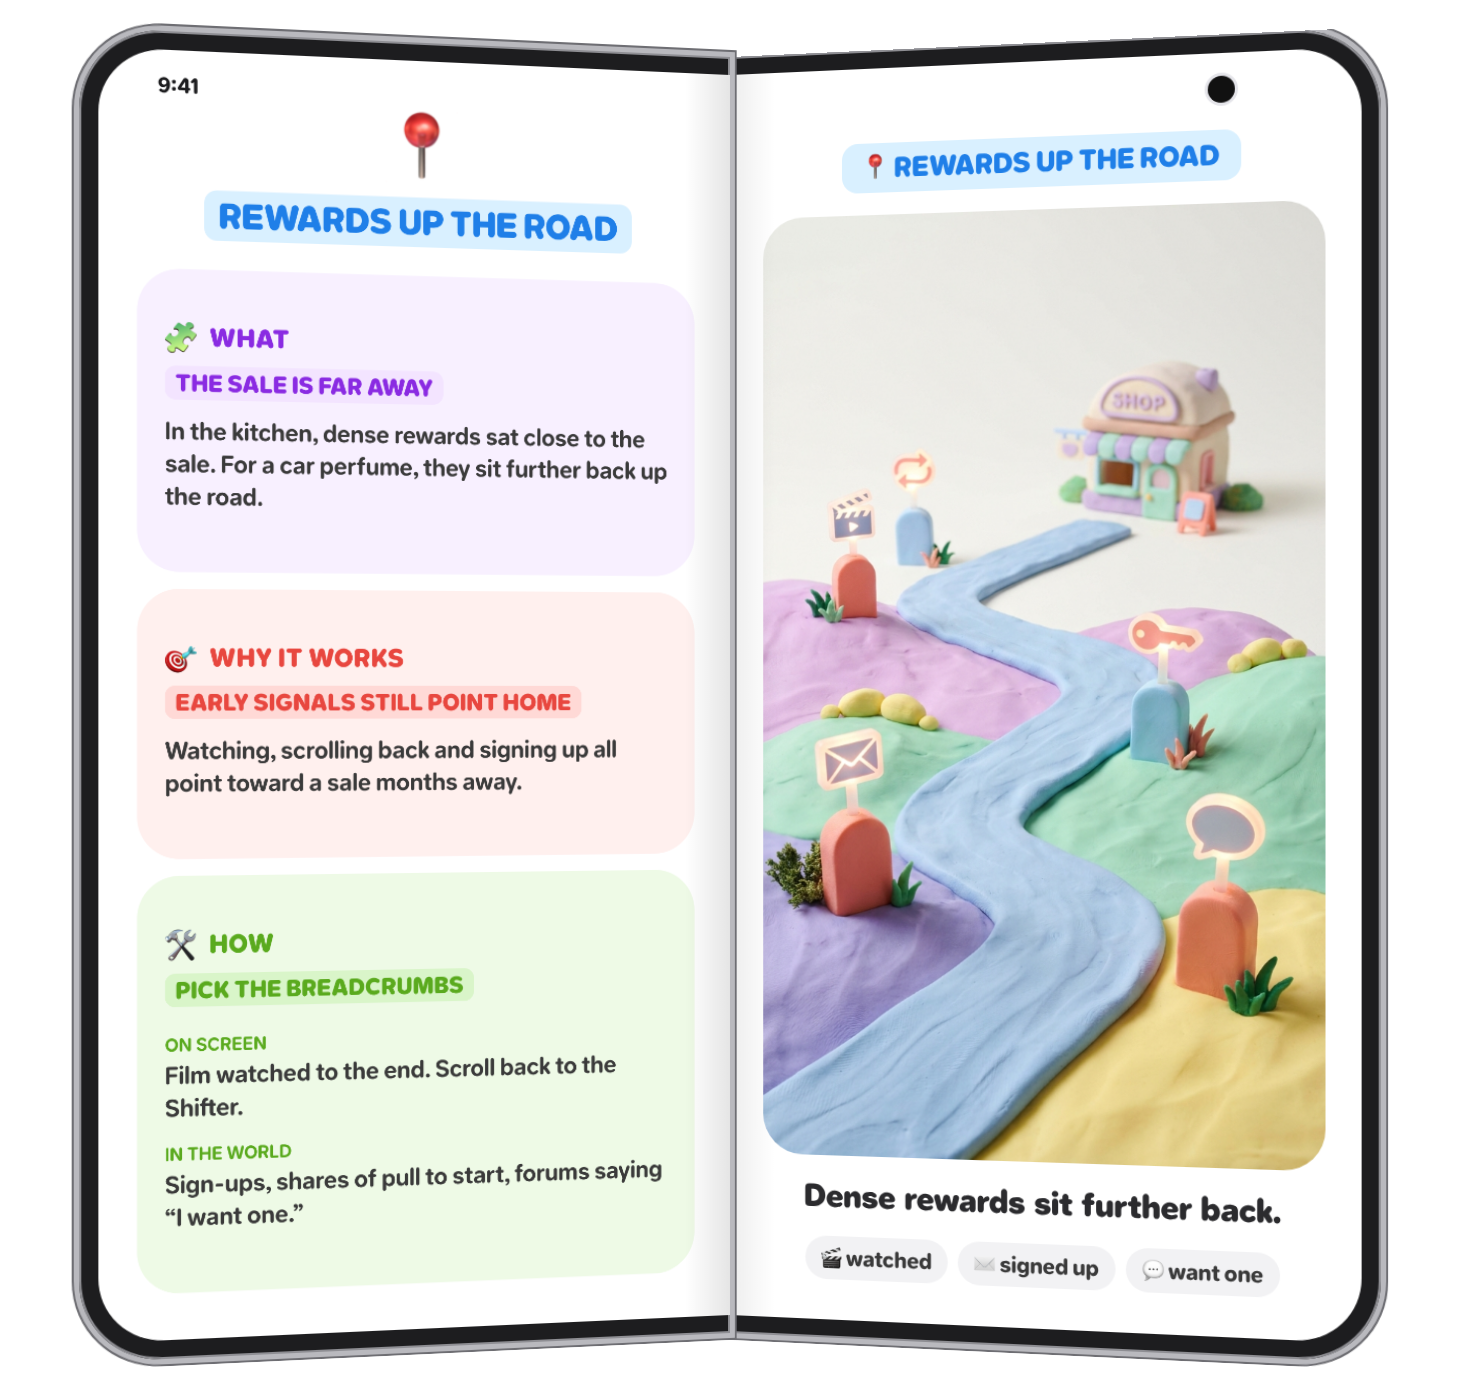 9:41
REWARDS UP THE ROAD
WHAT
THE SALE IS FAR AWAY
In the kitchen, dense rewards sat close to the
sale. For a car perfume, they sit further back up
the road.
WHY IT WORKS
EARLY SIGNALS STILL POINT HOME
Watching, scrolling back and signing up all
point toward a sale months away.
HOW
PICK THE BREADCRUMBS
ON SCREEN
Film watched to the end. Scroll back to the
Shifter.
IN THE WORLD
Sign-ups, shares of pull to start, forums saying
“I want one.”
REWARDS UP THE ROAD
SHOP
Dense rewards sit further back.
watched
signed up
want one